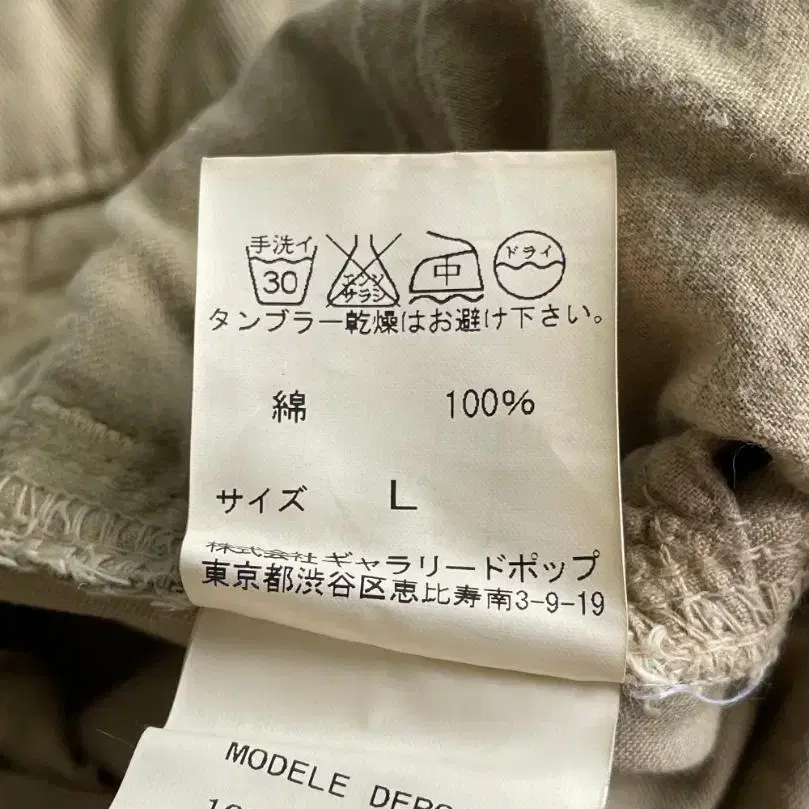 手洗イ 30 エンソ サラシ 中 ドライ
タンブラー乾燥はお避け下さい。
綿 100%
サイズ L
株式会社ギャラリードポップ
東京都渋谷区恵比寿南3-9-19
MODELE